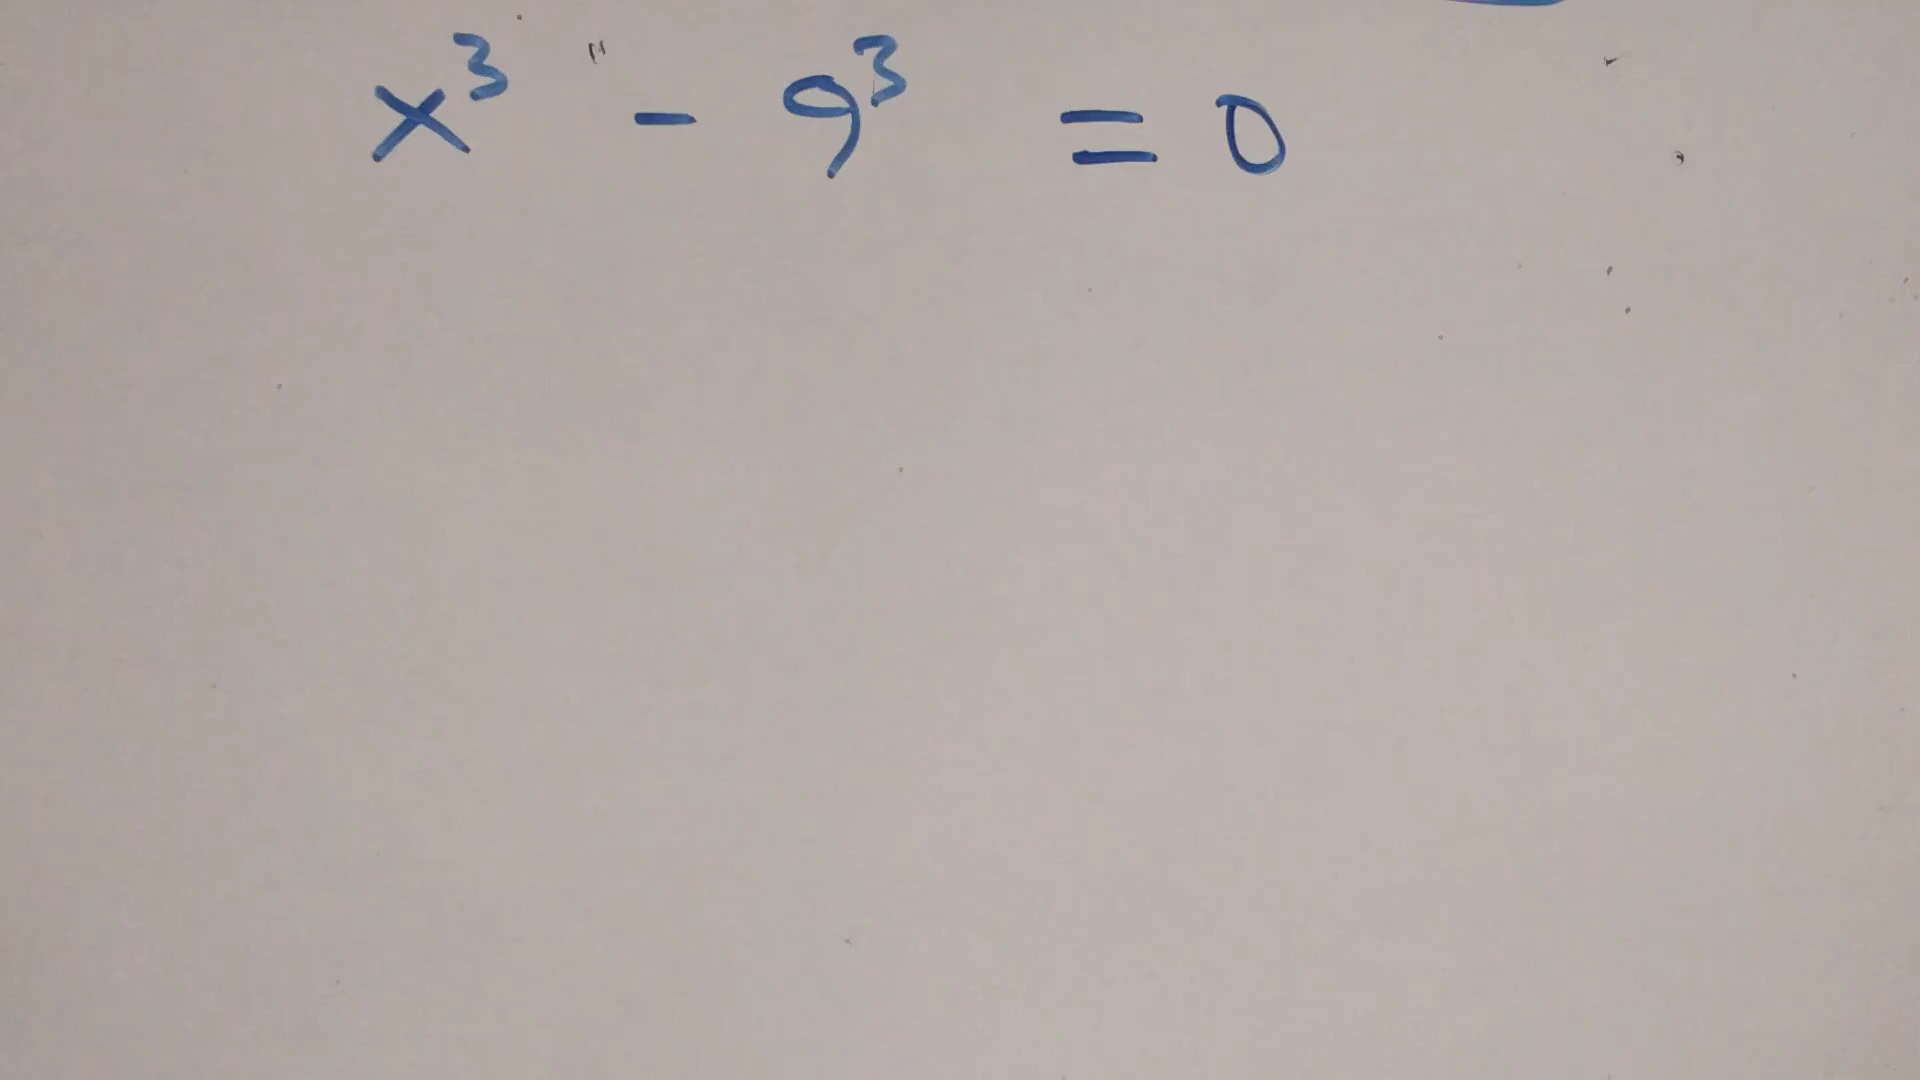 x³ - 9³ = 0